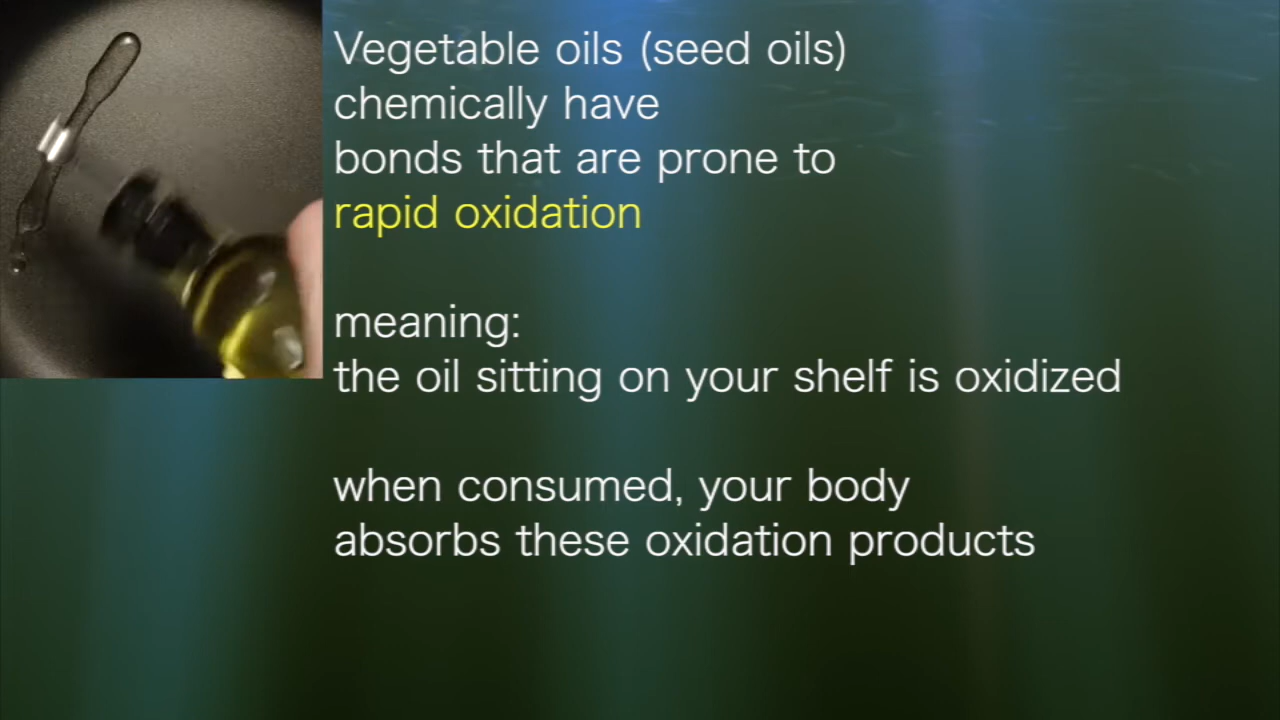 Vegetable oils (seed oils)
chemically have
bonds that are prone to
rapid oxidation
meaning:
the oil sitting on your shelf is oxidized
when consumed, your body
absorbs these oxidation products